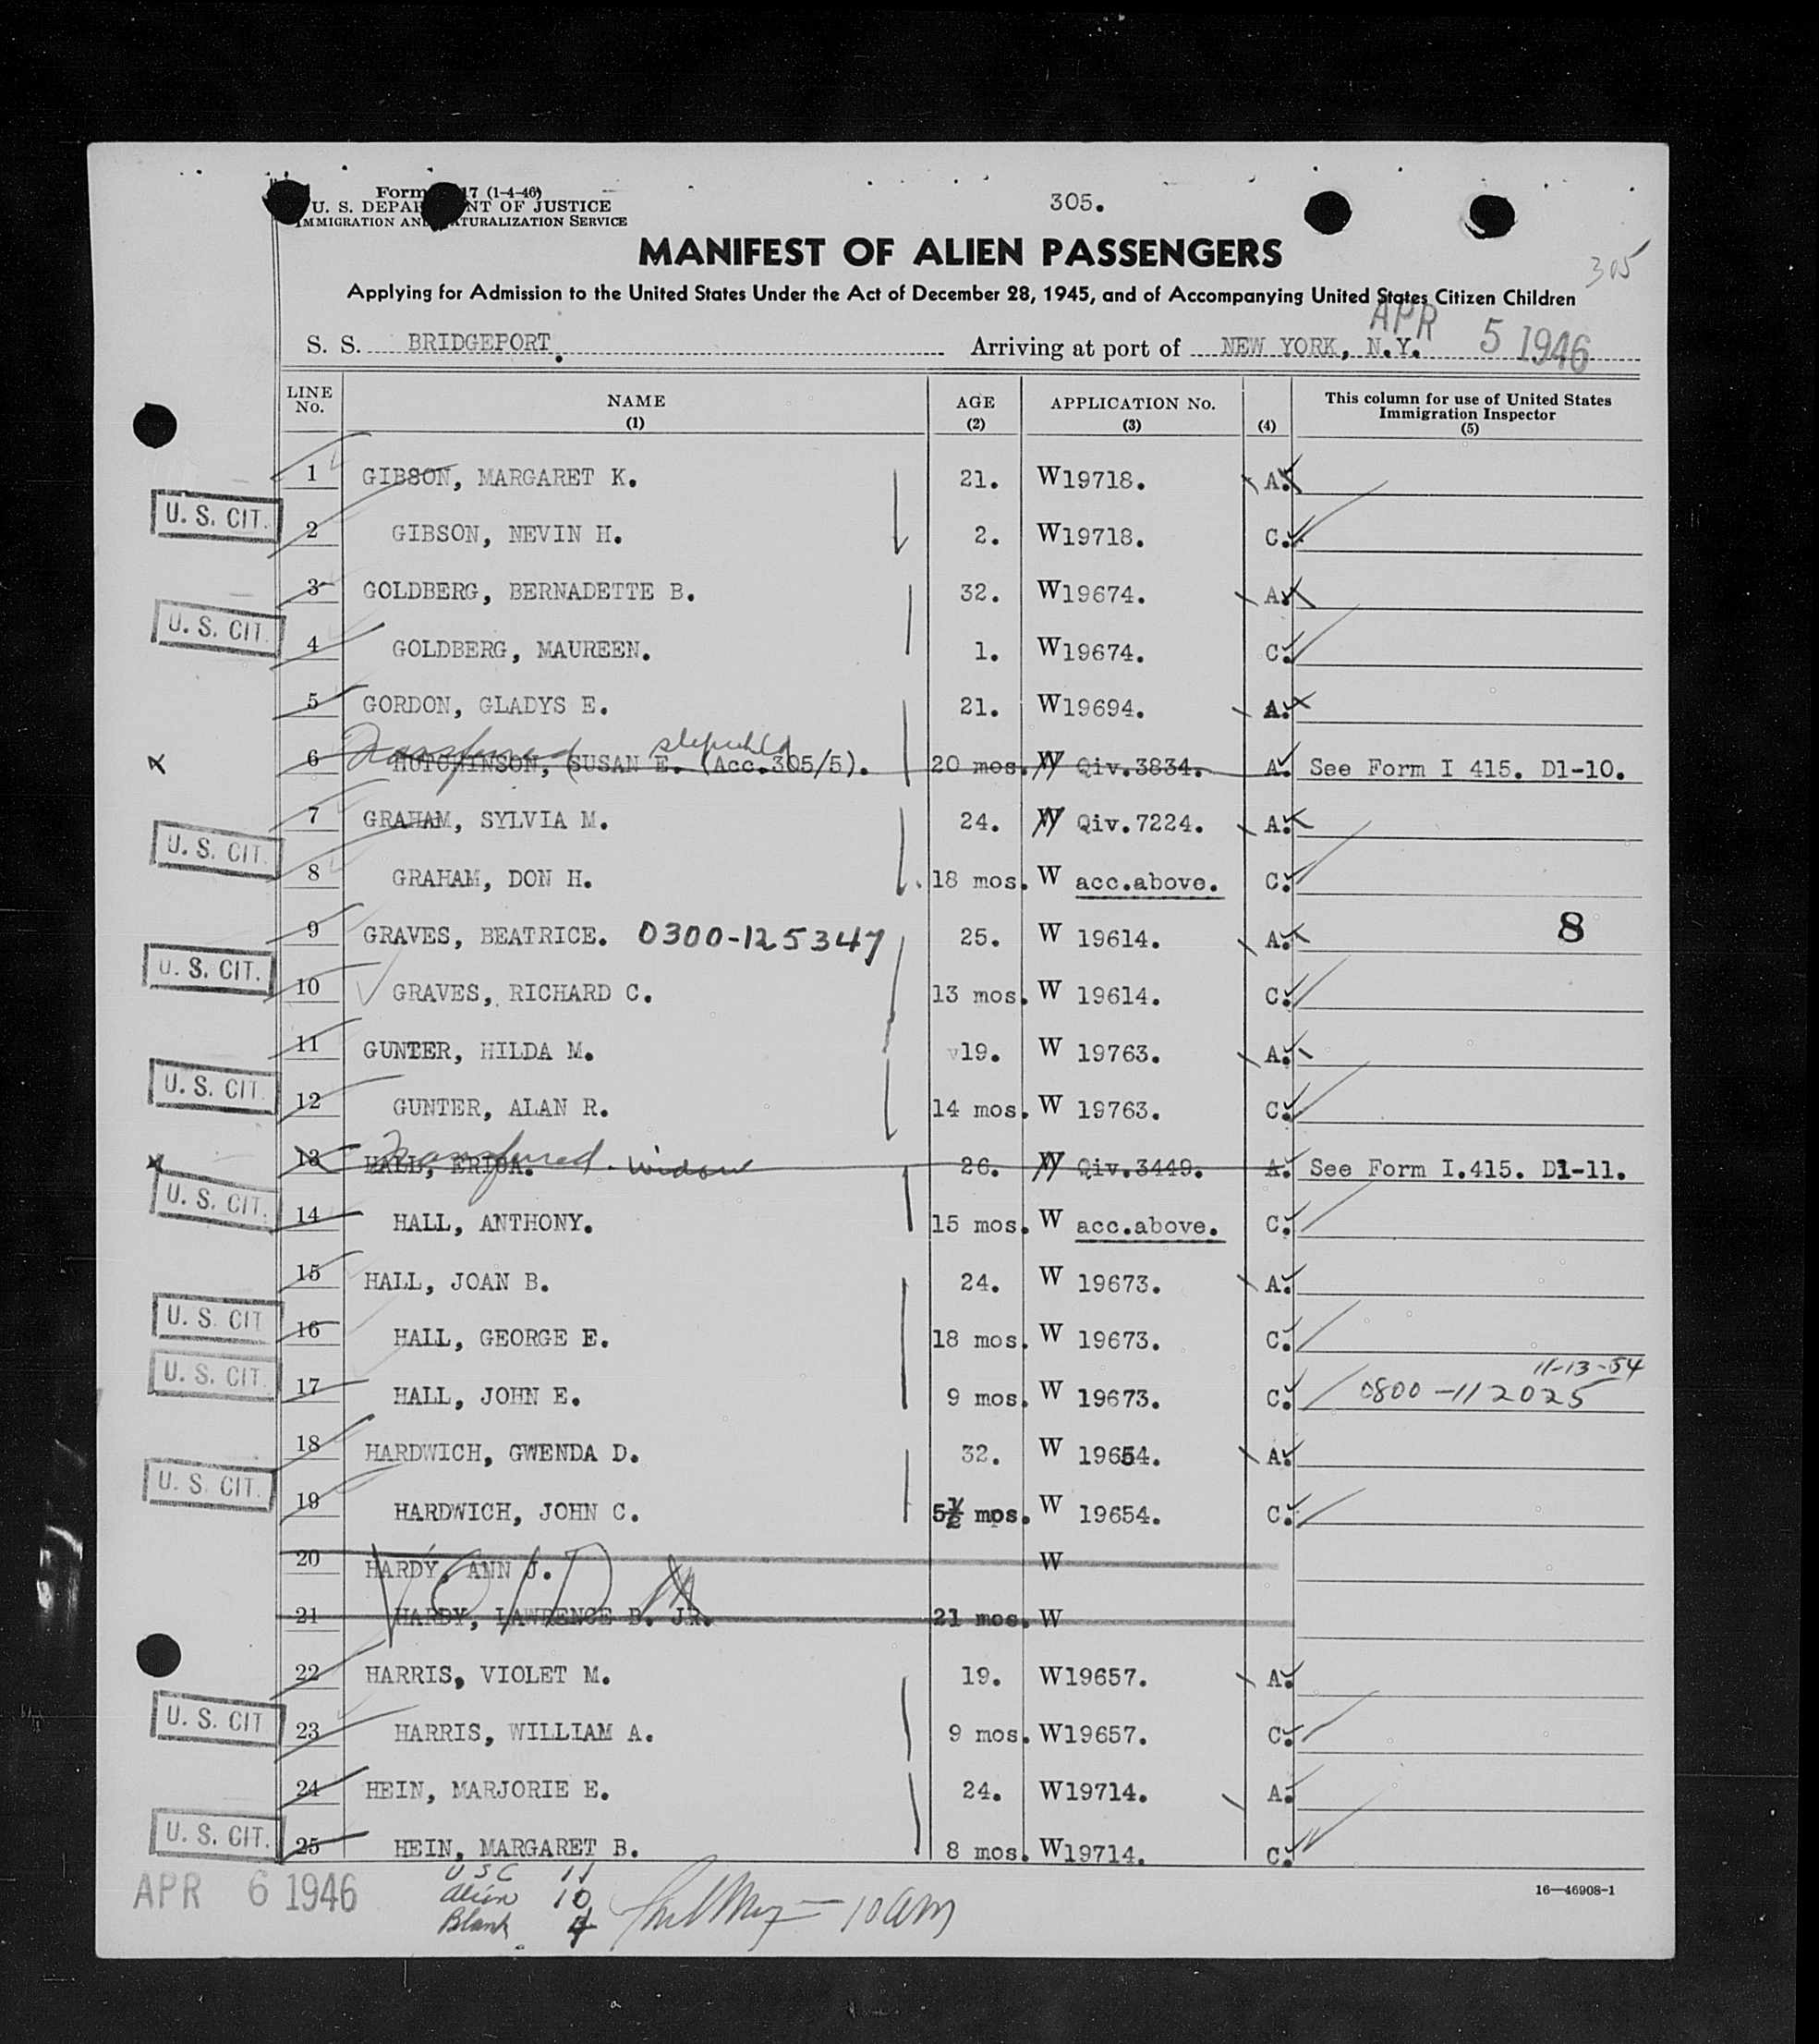 Form 17 (1-4-46)
U. S. DEPARTMENT OF JUSTICE
IMMIGRATION AND NATURALIZATION SERVICE
305.
MANIFEST OF ALIEN PASSENGERS
305
Applying for Admission to the United States Under the Act of December 28, 1945, and of Accompanying United States Citizen Children
S. S. BRIDGEPORT. Arriving at port of NEW YORK, N.Y. APR 5 1946
LINE No. NAME (1) AGE (2) APPLICATION No. (3) (4) This column for use of United States Immigration Inspector (5)
1 GIBSON, MARGARET K. 21. W19718. A.
U. S. CIT. 2 GIBSON, NEVIN H. 2. W19718. C.
3 GOLDBERG, BERNADETTE B. 32. W19674. A.
U. S. CIT. 4 GOLDBERG, MAUREEN. 1. W19674. C.
5 GORDON, GLADYS E. 21. W19694. A.
Transferred stepchild
x 6 HUTCHINSON, (SUSAN E. (Acc.305/5). 20 mos. W Qiv.3834. A. See Form I 415. D1-10.
7 GRAHAM, SYLVIA M. 24. W Qiv.7224. A.
U. S. CIT. 8 GRAHAM, DON H. 18 mos. W acc.above. C.
9 GRAVES, BEATRICE. 0300-125347 25. W 19614. A. 8
U. S. CIT. 10 GRAVES, RICHARD C. 13 mos. W 19614. C.
11 GUNTER, HILDA M. 19. W 19763. A.
U. S. CIT. 12 GUNTER, ALAN R. 14 mos. W 19763. C.
x 13 HALL, ERICA. Transferred - Widow 26. W Qiv.3449. A. See Form I.415. D1-11.
U. S. CIT. 14 HALL, ANTHONY. 15 mos. W acc.above. C.
15 HALL, JOAN B. 24. W 19673. A.
U. S. CIT 16 HALL, GEORGE E. 18 mos. W 19673. C.
11-13-54
U. S. CIT. 17 HALL, JOHN E. 9 mos. W 19673. C. 0800-112025
18 HARDWICH, GWENDA D. 32. W 19654. A.
U. S. CIT. 19 HARDWICH, JOHN C. 5½ mos. W 19654. C.
20 HARDY, ANN J. W
VOID
21 HARDY, LAWRENCE B. JR. 21 mos. W
22 HARRIS, VIOLET M. 19. W19657. A.
U. S. CIT 23 HARRIS, WILLIAM A. 9 mos. W19657. C.
24 HEIN, MARJORIE E. 24. W19714. A.
U. S. CIT. 25 HEIN, MARGARET B. 8 mos. W19714. C.
APR 6 1946
USC 11
Alien 10
Blank 4
10 am
16—46908-1